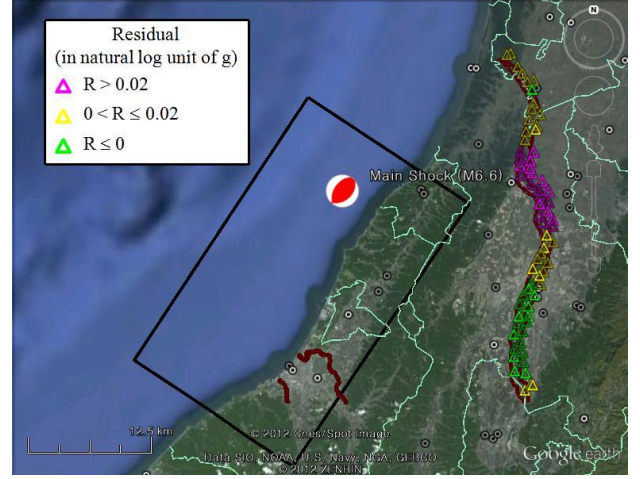 Residual
(in natural log unit of g)
R > 0.02
0 < R ≤ 0.02
R ≤ 0
N
Main Shock (M6.6)
12.5 km
© 2012 Cnes/Spot Image
Data SIO, NOAA, U.S. Navy, NGA, GEBCO
© 2012 ZENRIN
Google earth